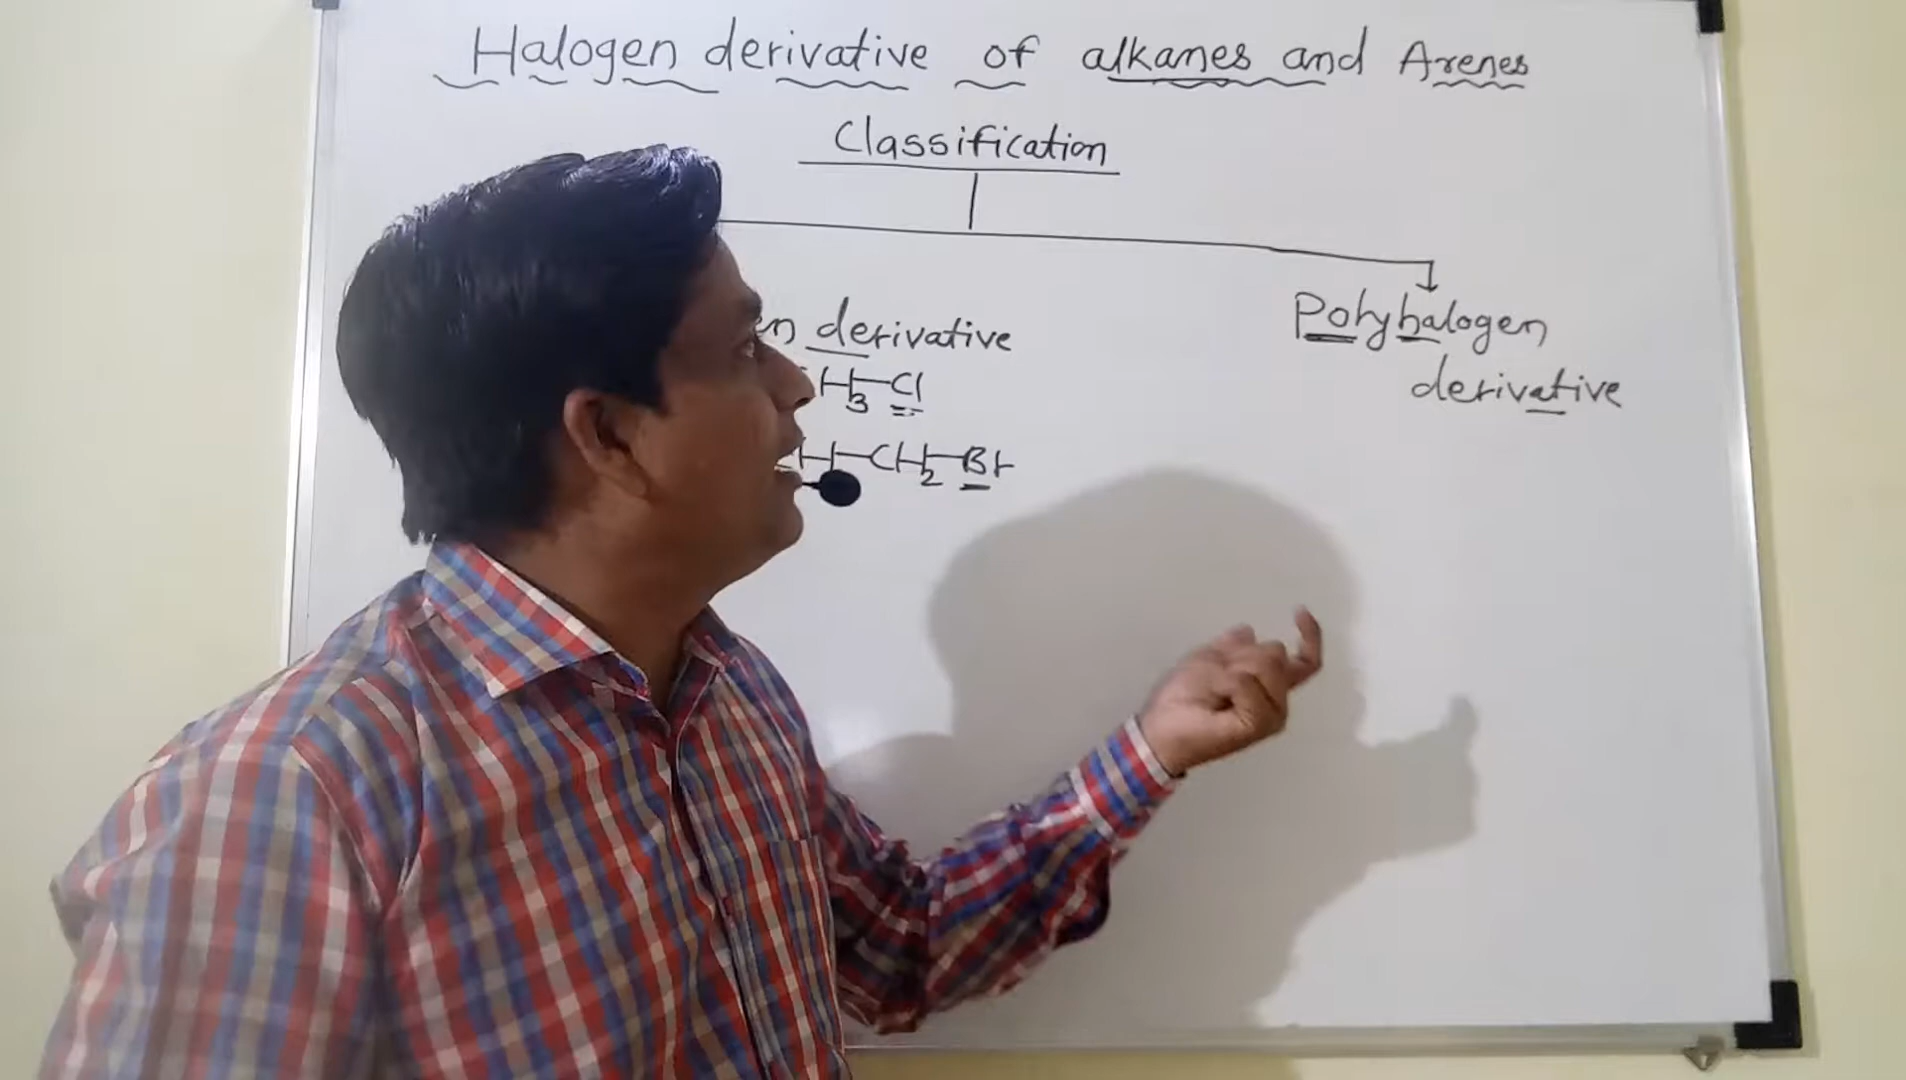 Halogen derivative of alkanes and Arenes
Classification
derivative
Polyhalogen
derivative
H3-Cl
-CH2-Br